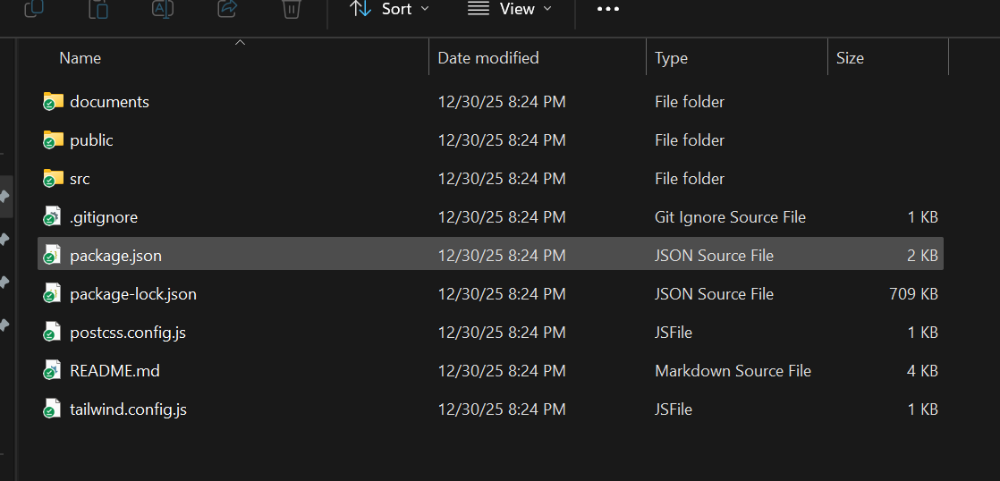 Sort View
Name Date modified Type Size
documents 12/30/25 8:24 PM File folder
public 12/30/25 8:24 PM File folder
src 12/30/25 8:24 PM File folder
.gitignore 12/30/25 8:24 PM Git Ignore Source File 1 KB
package.json 12/30/25 8:24 PM JSON Source File 2 KB
package-lock.json 12/30/25 8:24 PM JSON Source File 709 KB
postcss.config.js 12/30/25 8:24 PM JSFile 1 KB
README.md 12/30/25 8:24 PM Markdown Source File 4 KB
tailwind.config.js 12/30/25 8:24 PM JSFile 1 KB